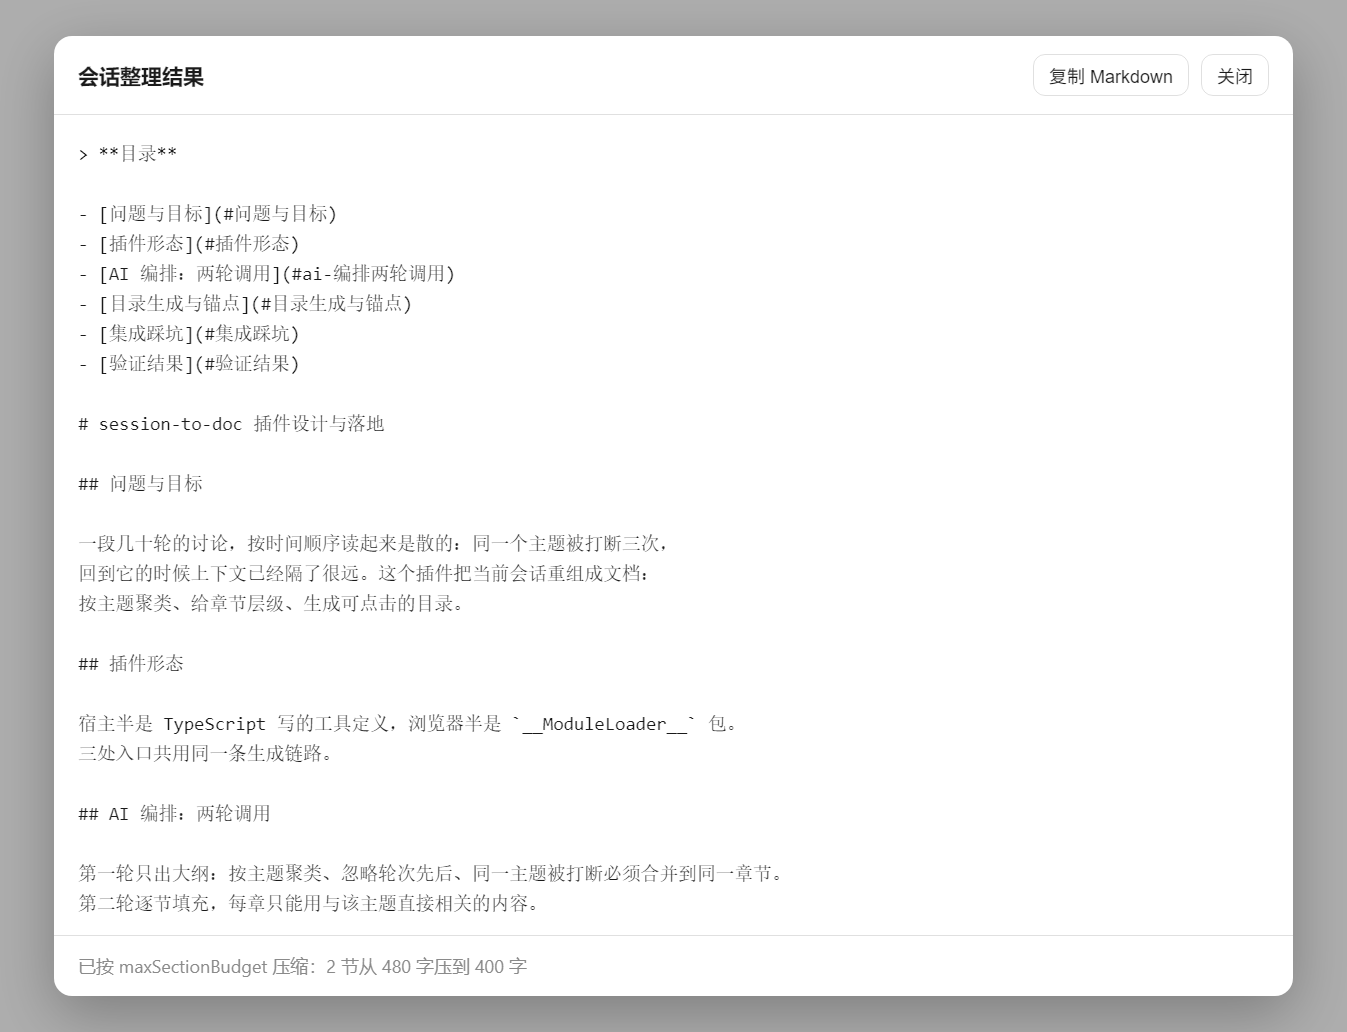 会话整理结果
复制 Markdown
关闭
> **目录**
- [问题与目标](#问题与目标)
- [插件形态](#插件形态)
- [AI 编排：两轮调用](#ai-编排两轮调用)
- [目录生成与锚点](#目录生成与锚点)
- [集成踩坑](#集成踩坑)
- [验证结果](#验证结果)
# session-to-doc 插件设计与落地
## 问题与目标
一段几十轮的讨论，按时间顺序读起来是散的：同一个主题被打断三次，
回到它的时候上下文已经隔了很远。这个插件把当前会话重组成文档：
按主题聚类、给章节层级、生成可点击的目录。
## 插件形态
宿主半是 TypeScript 写的工具定义，浏览器半是 `__ModuleLoader__` 包。
三处入口共用同一条生成链路。
## AI 编排：两轮调用
第一轮只出大纲：按主题聚类、忽略轮次先后、同一主题被打断必须合并到同一章节。
第二轮逐节填充，每章只能用与该主题直接相关的内容。
已按 maxSectionBudget 压缩：2 节从 480 字压到 400 字